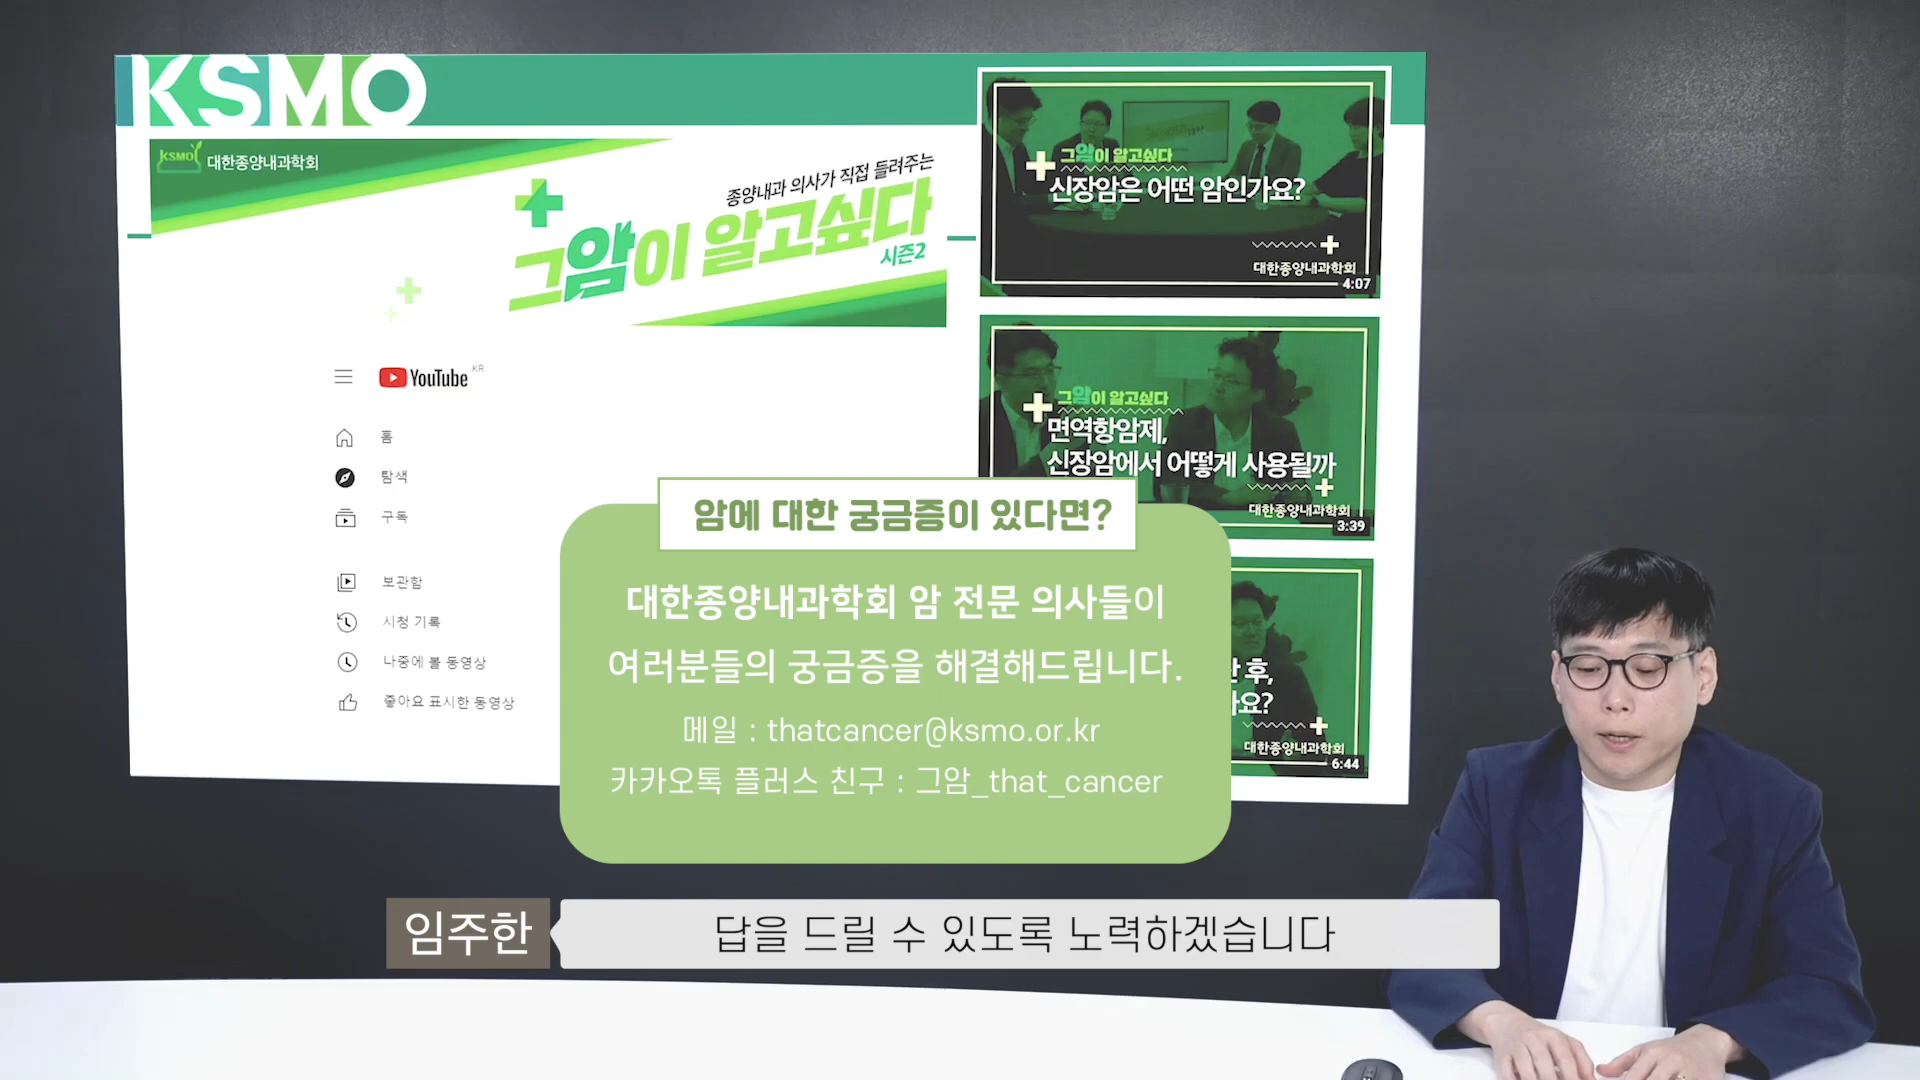 KSMO
KSMO 대한종양내과학회
종양내과 의사가 직접 들려주는
그암이 알고싶다
시즌2
YouTube KR
홈
탐색
구독
보관함
시청 기록
나중에 볼 동영상
좋아요 표시한 동영상
그암이 알고싶다
신장암은 어떤 암인가요?
대한종양내과학회
4:07
그암이 알고싶다
면역항암제,
신장암에서 어떻게 사용될까
대한종양내과학회
3:39
후,
요?
대한종양내과학회
6:44
암에 대한 궁금증이 있다면?
대한종양내과학회 암 전문 의사들이
여러분들의 궁금증을 해결해드립니다.
메일 : thatcancer@ksmo.or.kr
카카오톡 플러스 친구 : 그암_that_cancer
임주한
답을 드릴 수 있도록 노력하겠습니다